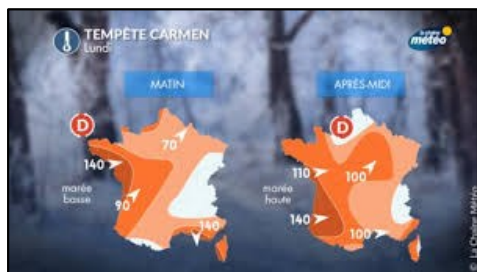 TEMPÊTE CARMEN
Lundi
la chaîne
météo
MATIN
APRÈS-MIDI
D
70
140
marée
basse
90
140
D
110
100
marée
haute
140
100
© La Chaîne Météo